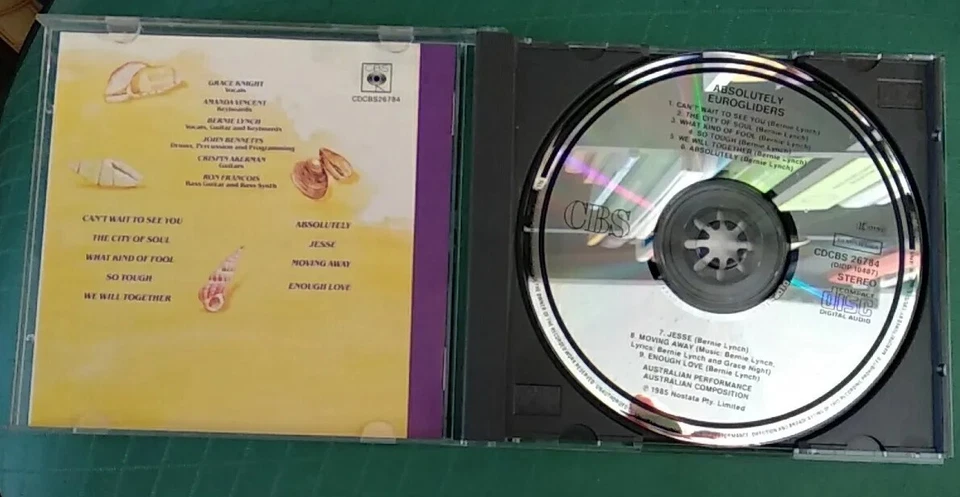 GRACE KNIGHT
Vocals
AMANDA VINCENT
Keyboards
BERNIE LYNCH
Vocals, Guitar and Keyboards
JOHN BENNETTS
Drums, Percussion and Programming
CRISPIN AKERMAN
Guitars
RON FRANCOIS
Bass Guitar and Bass Synth
CBS
CDCBS26784
CAN'T WAIT TO SEE YOU
THE CITY OF SOUL
WHAT KIND OF FOOL
SO TOUGH
WE WILL TOGETHER
ABSOLUTELY
JESSE
MOVING AWAY
ENOUGH LOVE
ABSOLUTELY
EUROGLIDERS
1. CAN'T WAIT TO SEE YOU (Bernie Lynch)
2. THE CITY OF SOUL (Bernie Lynch)
3. WHAT KIND OF FOOL (Bernie Lynch)
4. SO TOUGH (Bernie Lynch)
5. WE WILL TOGETHER (Bernie Lynch)
6. ABSOLUTELY (Bernie Lynch)
CBS
CDCBS 26784
(DIDP 10487)
STEREO
COMPACT
DISC
DIGITAL AUDIO
7. JESSE (Bernie Lynch)
8. MOVING AWAY (Music: Bernie Lynch,
Lyrics: Bernie Lynch and Grace Night)
9. ENOUGH LOVE (Bernie Lynch)
AUSTRALIAN PERFORMANCE
AUSTRALIAN COMPOSITION
℗ 1985 Nostata Pty. Limited